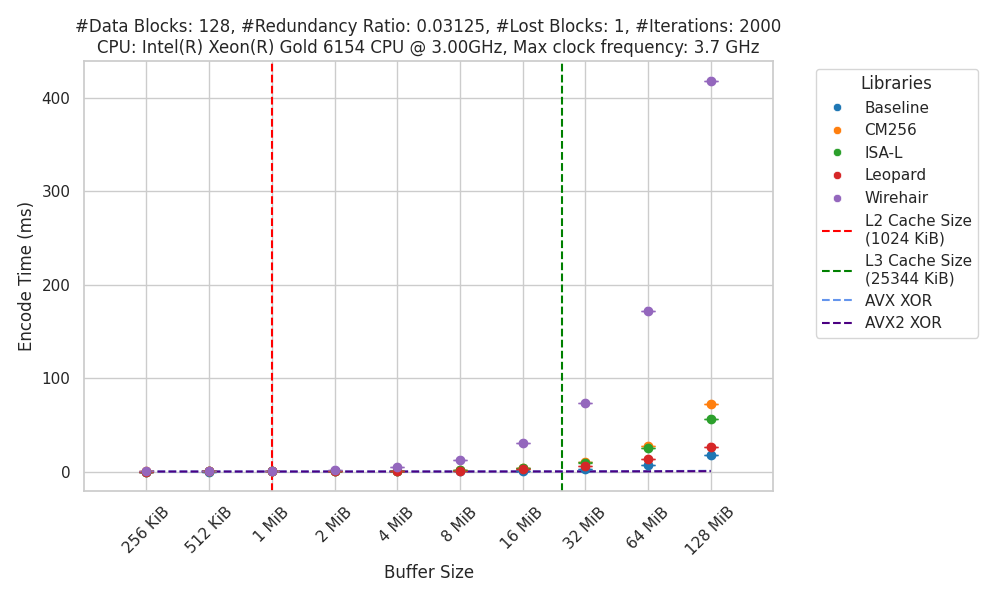 #Data Blocks: 128, #Redundancy Ratio: 0.03125, #Lost Blocks: 1, #Iterations: 2000
CPU: Intel(R) Xeon(R) Gold 6154 CPU @ 3.00GHz, Max clock frequency: 3.7 GHz
Encode Time (ms)
400
300
200
100
0
256 KiB
512 KiB
1 MiB
2 MiB
4 MiB
8 MiB
16 MiB
32 MiB
64 MiB
128 MiB
Buffer Size
Libraries
Baseline
CM256
ISA-L
Leopard
Wirehair
L2 Cache Size
(1024 KiB)
L3 Cache Size
(25344 KiB)
AVX XOR
AVX2 XOR